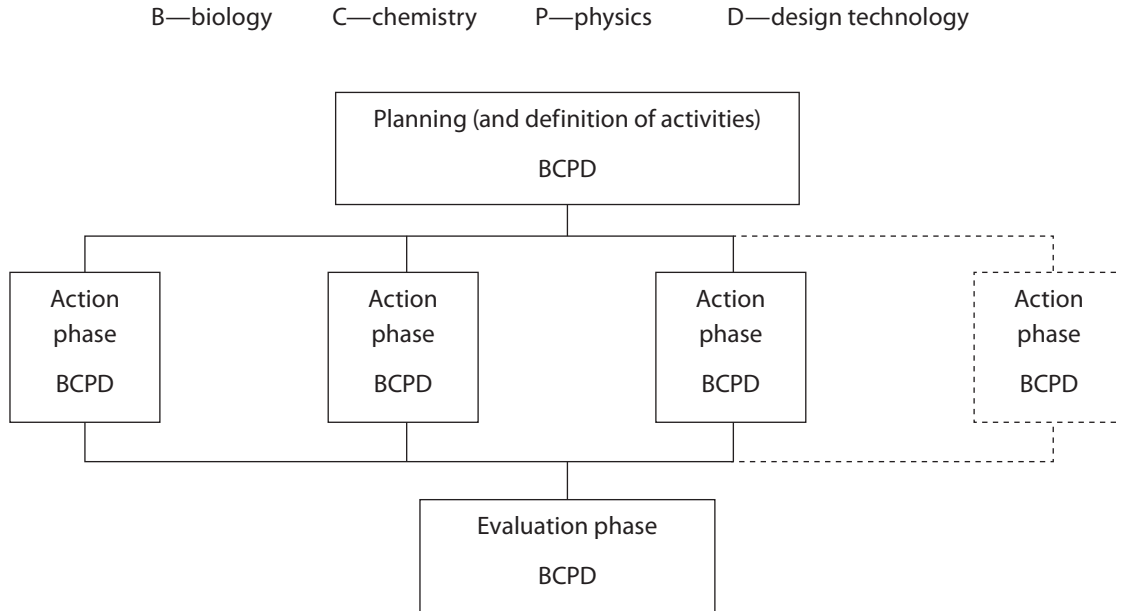 B—biology C—chemistry P—physics D—design technology
Planning (and definition of activities)
BCPD
Action
phase
BCPD
Action
phase
BCPD
Action
phase
BCPD
Action
phase
BCPD
Evaluation phase
BCPD